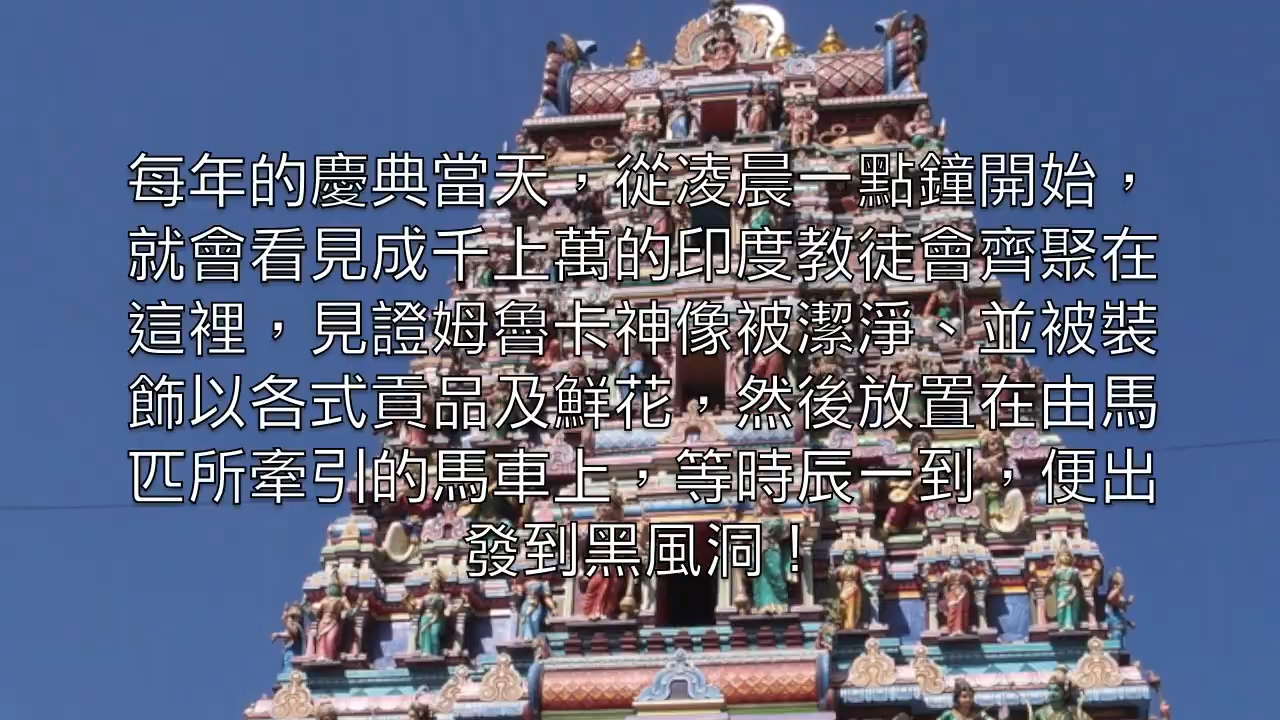 每年的慶典當天，從凌晨一點鐘開始，
就會看見成千上萬的印度教徒會齊聚在
這裡，見證姆魯卡神像被潔淨、並被裝
飾以各式貢品及鮮花，然後放置在由馬
匹所牽引的馬車上，等時辰一到，便出
發到黑風洞！